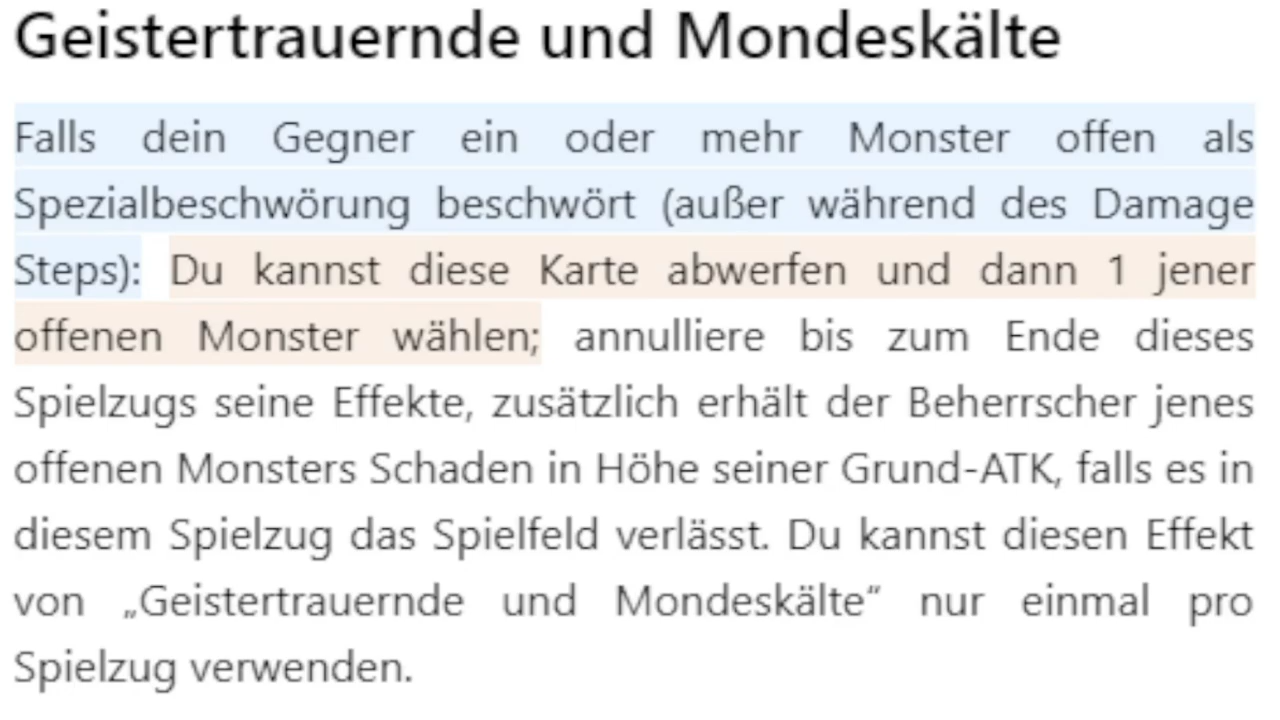 Geistertrauernde und Mondeskälte
Falls dein Gegner ein oder mehr Monster offen als
Spezialbeschwörung beschwört (außer während des Damage
Steps): Du kannst diese Karte abwerfen und dann 1 jener
offenen Monster wählen; annulliere bis zum Ende dieses
Spielzugs seine Effekte, zusätzlich erhält der Beherrscher jenes
offenen Monsters Schaden in Höhe seiner Grund-ATK, falls es in
diesem Spielzug das Spielfeld verlässt. Du kannst diesen Effekt
von „Geistertrauernde und Mondeskälte“ nur einmal pro
Spielzug verwenden.